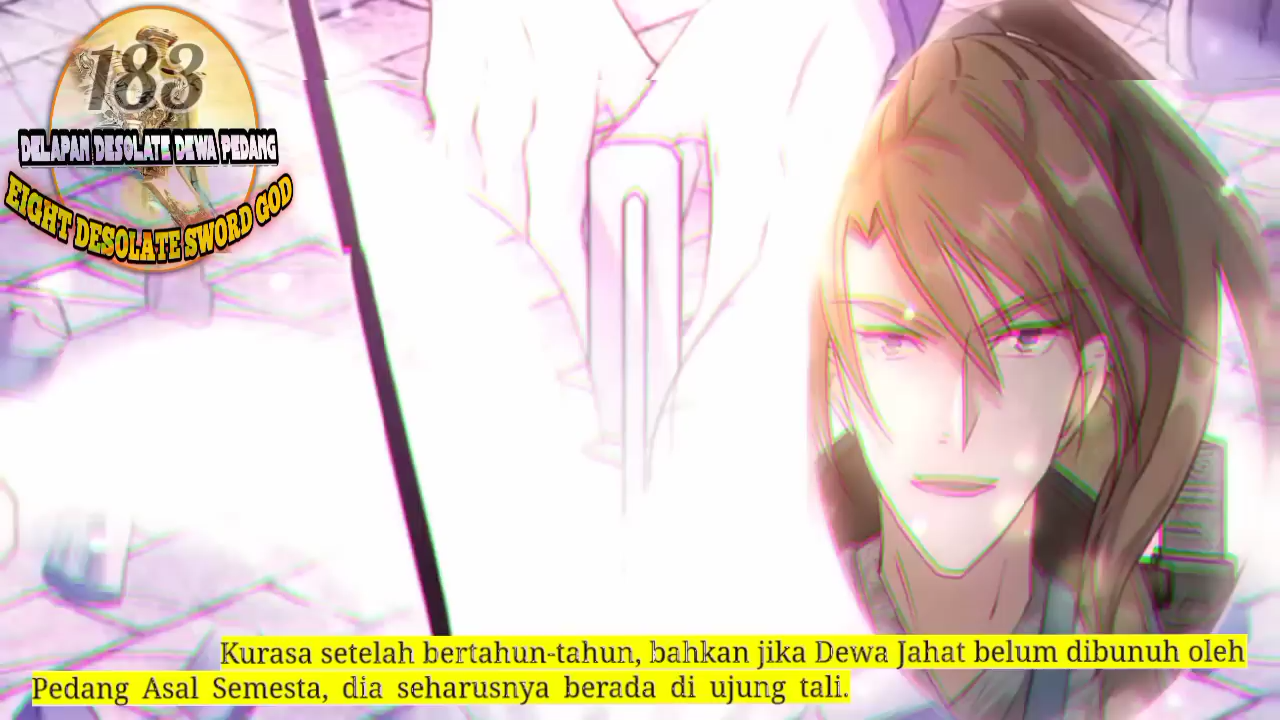 183
DELAPAN DESOLATE DEWA PEDANG
EIGHT DESOLATE SWORD GOD
Kurasa setelah bertahun-tahun, bahkan jika Dewa Jahat belum dibunuh oleh
Pedang Asal Semesta, dia seharusnya berada di ujung tali.